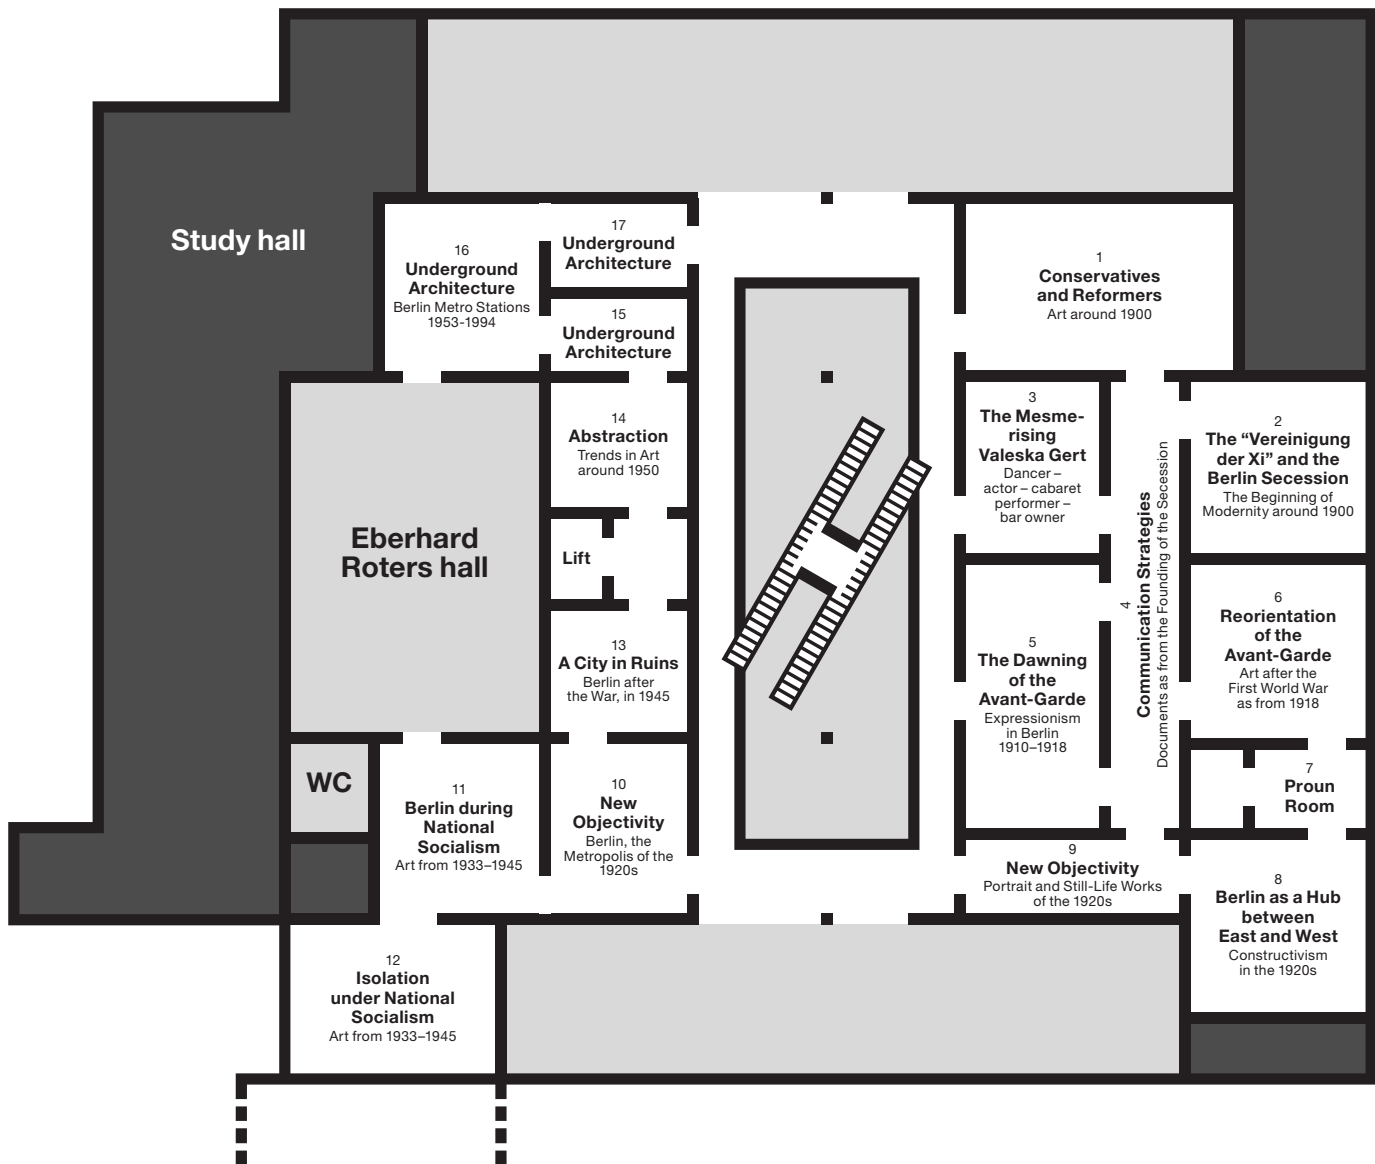 Study hall
16
Underground
Architecture
Berlin Metro Stations
1953-1994
17
Underground
Architecture
15
Underground
Architecture
1
Conservatives
and Reformers
Art around 1900
14
Abstraction
Trends in Art
around 1950
3
The Mesme-
rising
Valeska Gert
Dancer –
actor – cabaret
performer –
bar owner
2
The “Vereinigung
der Xi” and the
Berlin Secession
The Beginning of
Modernity around 1900
Eberhard
Roters hall
Lift
4
Communication Strategies
Documents as from the Founding of the Secession
13
A City in Ruins
Berlin after
the War, in 1945
5
The Dawning
of the
Avant-Garde
Expressionism
in Berlin
1910–1918
6
Reorientation
of the
Avant-Garde
Art after the
First World War
as from 1918
WC
11
Berlin during
National
Socialism
Art from 1933–1945
10
New
Objectivity
Berlin, the
Metropolis of the
1920s
7
Proun
Room
9
New Objectivity
Portrait and Still-Life Works
of the 1920s
8
Berlin as a Hub
between
East and West
Constructivism
in the 1920s
12
Isolation
under National
Socialism
Art from 1933–1945